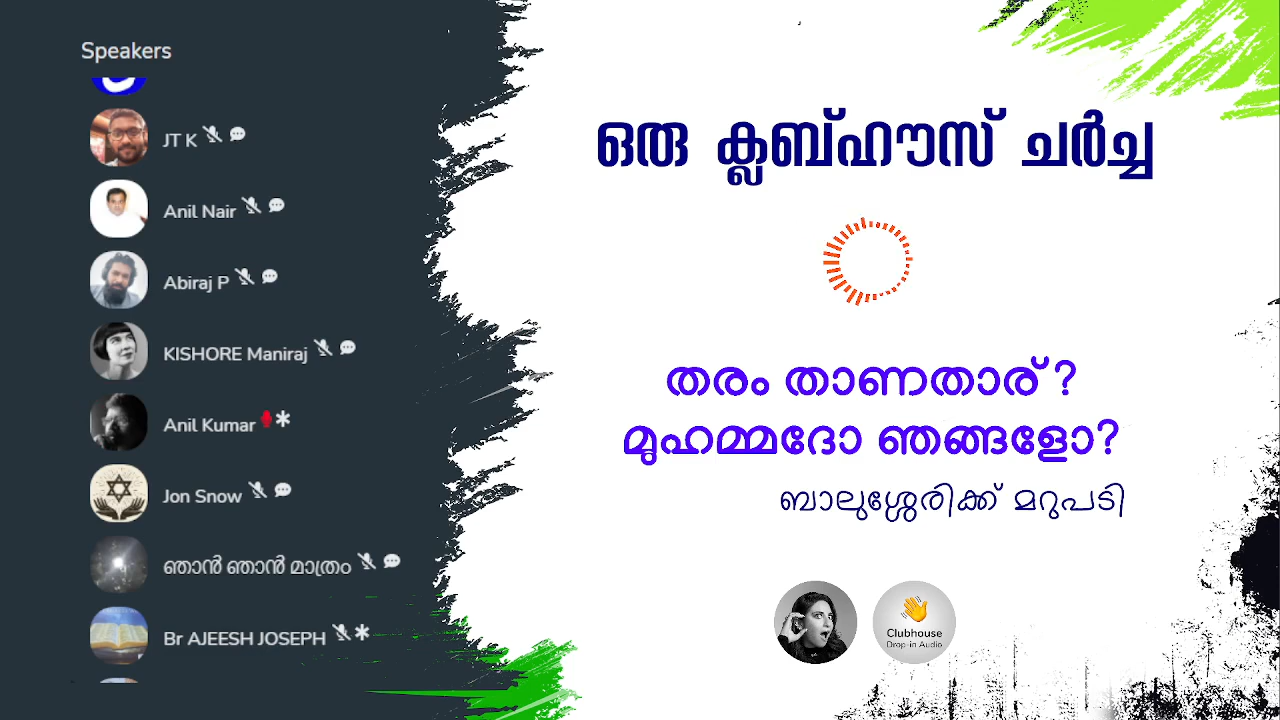 Speakers
JT K
Anil Nair
Abiraj P
KISHORE Maniraj
Anil Kumar
Jon Snow
ഞാൻ ഞാൻ മാത്രം
Br AJEESH JOSEPH
ഒരു ക്ലബ്ഹൗസ് ചർച്ച
തരം താണതാര് ?
മുഹമ്മദോ ഞങ്ങളോ?
ബാലുശ്ശേരിക്ക് മറുപടി
Clubhouse
Drop-in Audio